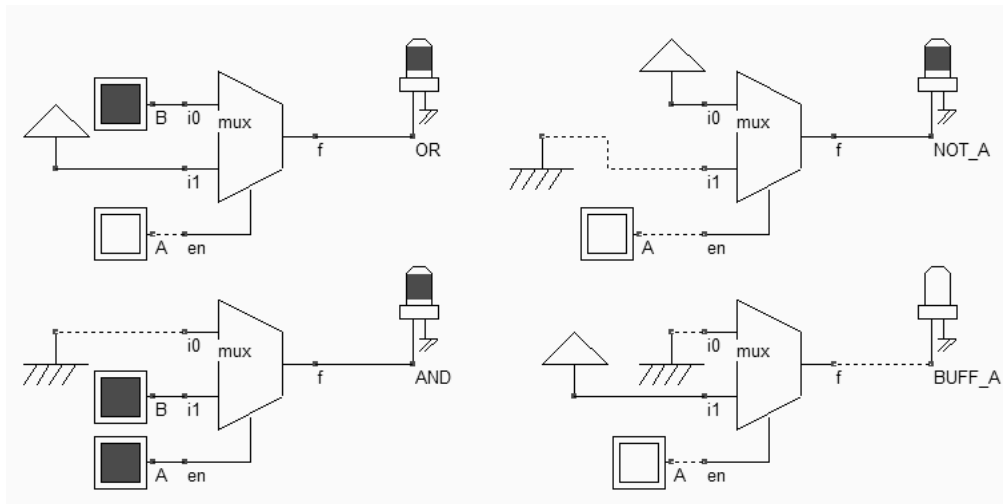 B i0 mux
f OR
i1
A en
i0 mux
f NOT_A
i1
A en
i0 mux
f AND
B i1
A en
i0 mux
f BUFF_A
i1
A en